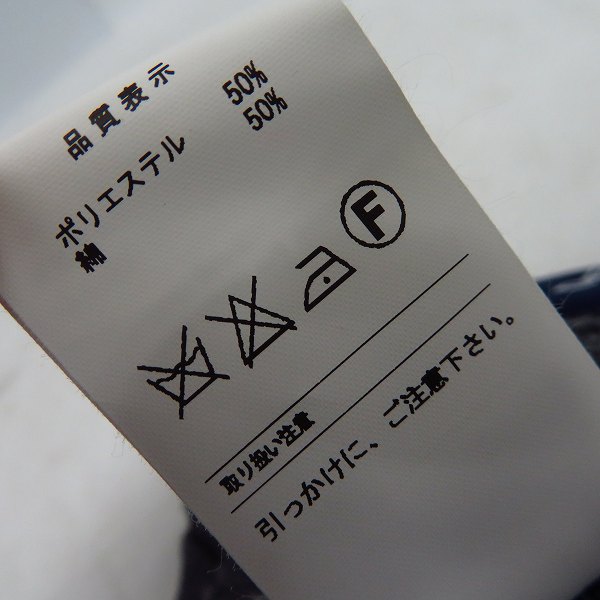 品質表示
ポリエステル 50%
綿 50%
F
取り扱い注意
引っかけに、ご注意下さい。